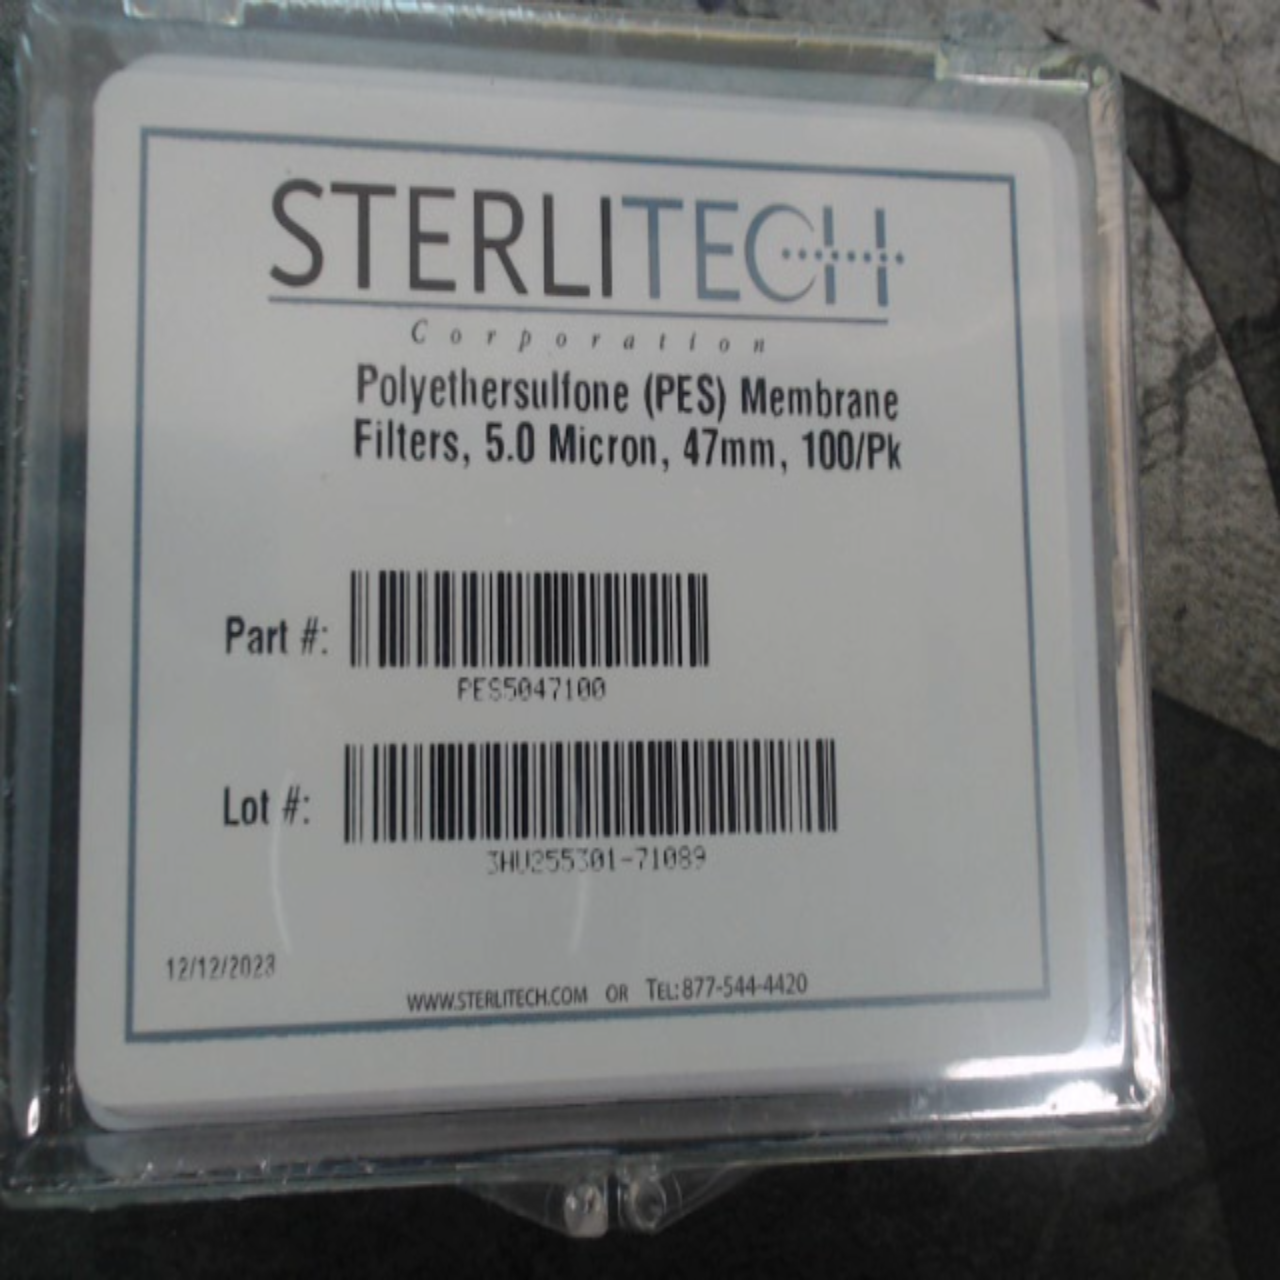 STERLITECH
Corporation
Polyethersulfone (PES) Membrane
Filters, 5.0 Micron, 47mm, 100/Pk
Part #:
PES5047100
Lot #:
3HU255301-71089
12/12/2023
WWW.STERLITECH.COM OR TEL: 877-544-4420